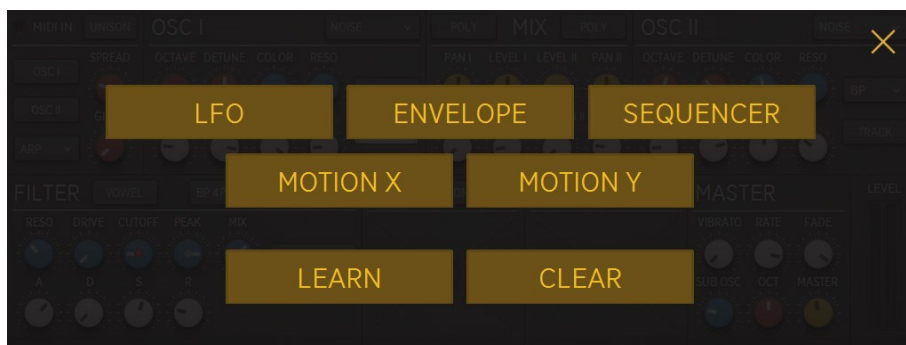 MIDI IN UNISON OSC I NOISE POLY MIX POLY OSC II NOISE
SPREAD OCTAVE DETUNE COLOR RESO PAN I LEVEL I LEVEL II PAN II OCTAVE DETUNE COLOR RESO
OSC I
BP
LFO ENVELOPE SEQUENCER
OSC II
TRACK
ARP
MOTION X MOTION Y
FILTER VOWEL MASTER LEVEL
RESO DRIVE CUTOFF PEAK MIX VIBRATO RATE FADE
LEARN CLEAR
A D S R SUB OSC OCT MASTER